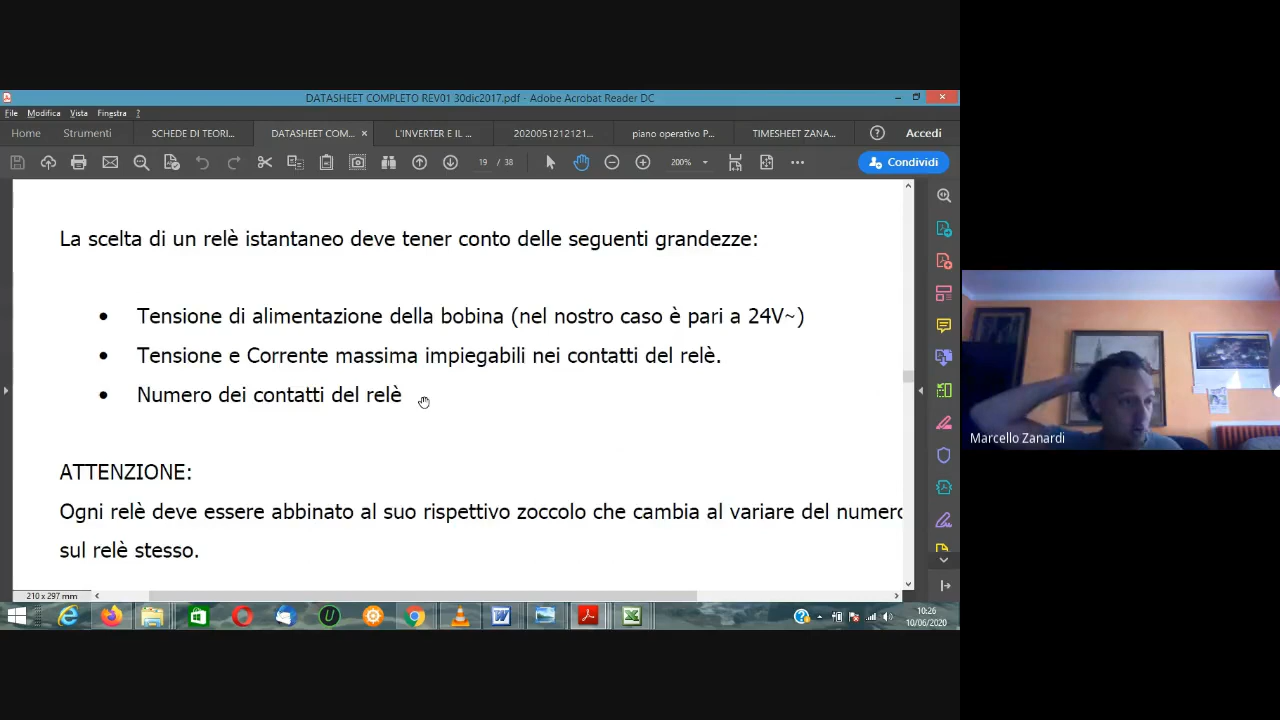 DATASHEET COMPLETO REV01 30dic2017.pdf - Adobe Acrobat Reader DC
File Modifica Vista Finestra ?
Home Strumenti SCHEDE DI TEORI... DATASHEET COM... × L'INVERTER E IL ... 2020051212121... piano operativo P... TIMESHEET ZANA... Accedi
19 / 38 200% Condividi
La scelta di un relè istantaneo deve tener conto delle seguenti grandezze:
• Tensione di alimentazione della bobina (nel nostro caso è pari a 24V~)
• Tensione e Corrente massima impiegabili nei contatti del relè.
• Numero dei contatti del relè
Marcello Zanardi
ATTENZIONE:
Ogni relè deve essere abbinato al suo rispettivo zoccolo che cambia al variare del numero
sul relè stesso.
210 x 297 mm
10:26
10/06/2020